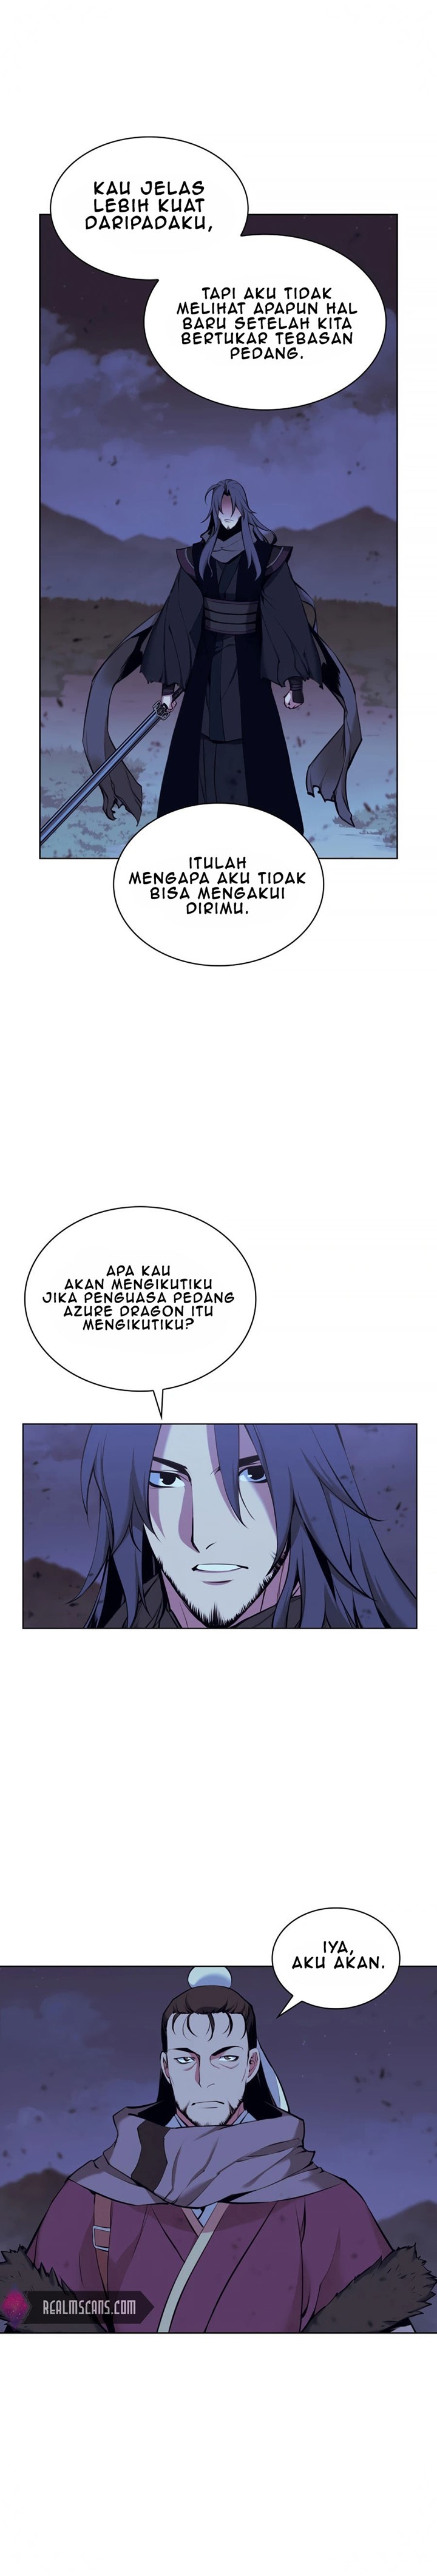 KAU JELAS
LEBIH KUAT
DARIPADAKU,
TAPI AKU TIDAK
MELIHAT APAPUN HAL
BARU SETELAH KITA
BERTUKAR TEBASAN
PEDANG.
ITULAH
MENGAPA AKU TIDAK
BISA MENGAKUI
DIRIMU.
APA KAU
AKAN MENGIKUTIKU
JIKA PENGUASA PEDANG
AZURE DRAGON ITU
MENGIKUTIKU?
IYA,
AKU AKAN.
REALMSCANS.COM